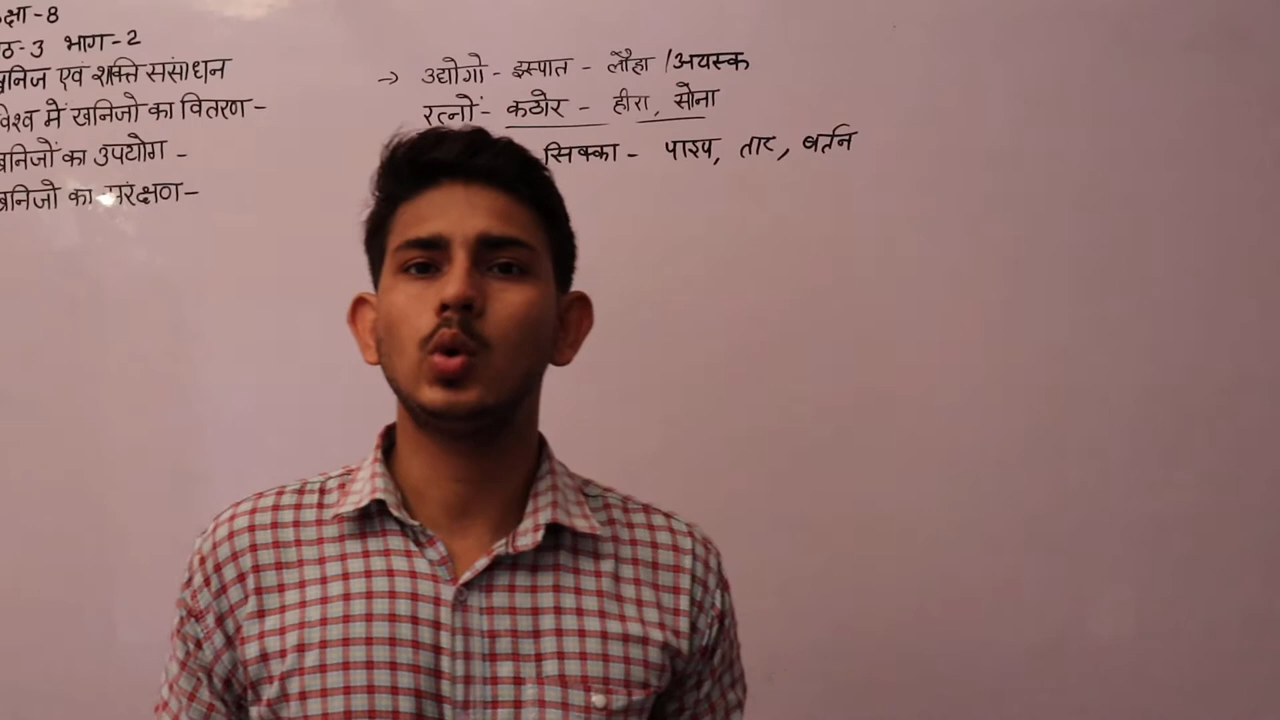 क्षा-8
ठ-3 भाग-2
खनिज एवं शक्ति संसाधन
विश्व में खनिजो का वितरण-
खनिजों का उपयोग -
खनिजो का संरक्षण-
-> उद्योगो - इस्पात - लौहा / अयस्क
रत्नों- कठोर - हीरा, सोना
सिक्का - पाइप, तार, बर्तन